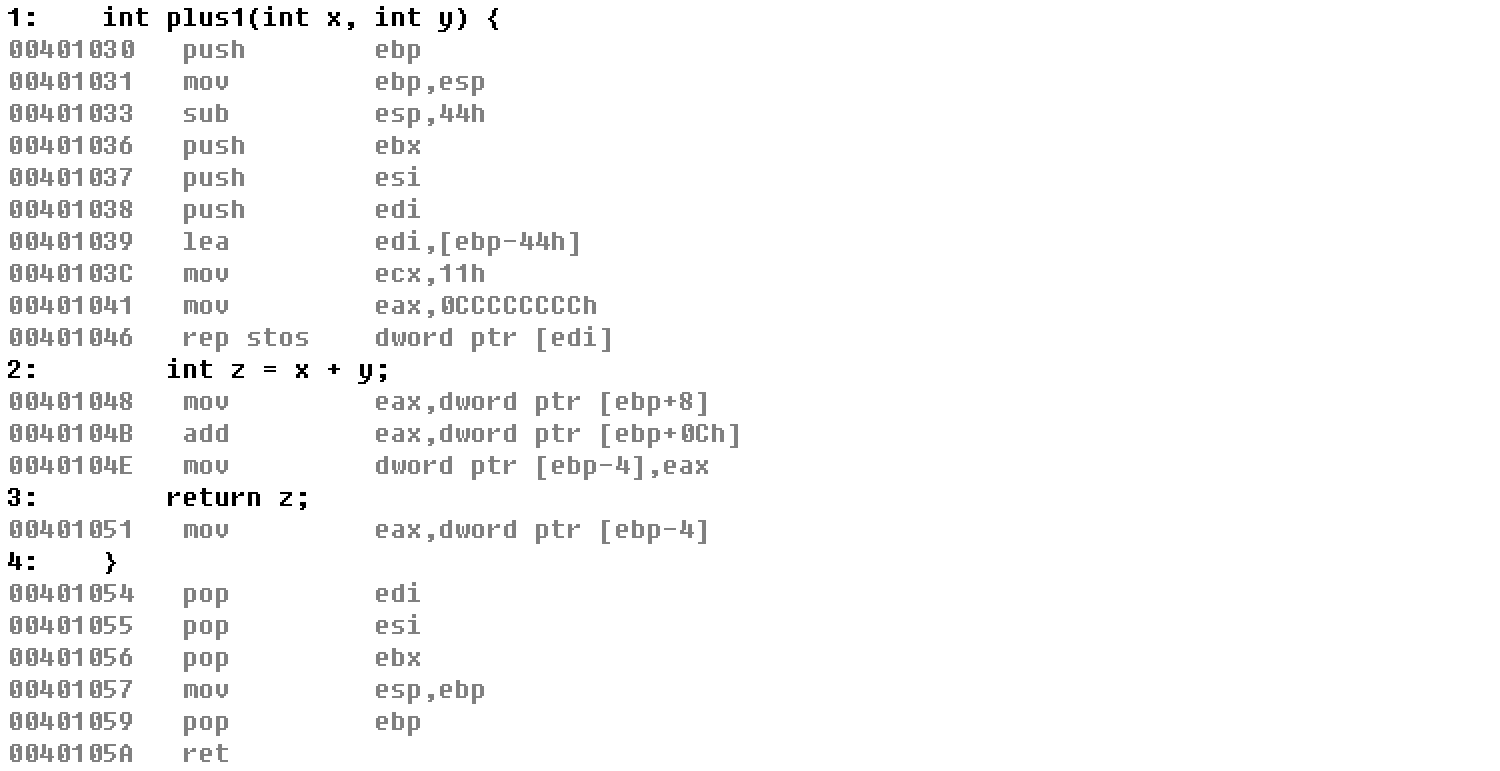 1:    int plus1(int x, int y) {
00401030   push        ebp
00401031   mov         ebp,esp
00401033   sub         esp,44h
00401036   push        ebx
00401037   push        esi
00401038   push        edi
00401039   lea         edi,[ebp-44h]
0040103C   mov         ecx,11h
00401041   mov         eax,0CCCCCCCCh
00401046   rep stos    dword ptr [edi]
2:        int z = x + y;
00401048   mov         eax,dword ptr [ebp+8]
0040104B   add         eax,dword ptr [ebp+0Ch]
0040104E   mov         dword ptr [ebp-4],eax
3:        return z;
00401051   mov         eax,dword ptr [ebp-4]
4:    }
00401054   pop         edi
00401055   pop         esi
00401056   pop         ebx
00401057   mov         esp,ebp
00401059   pop         ebp
0040105A   ret